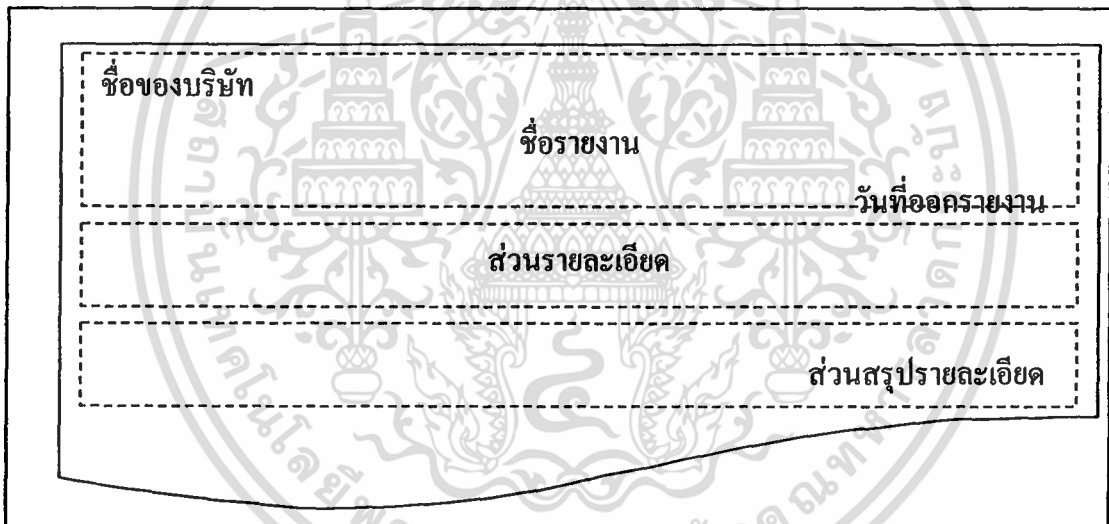 ชื่อของบริษัท
ชื่อรายงาน
วันที่ออกรายงาน
ส่วนรายละเอียด
ส่วนสรุปรายละเอียด